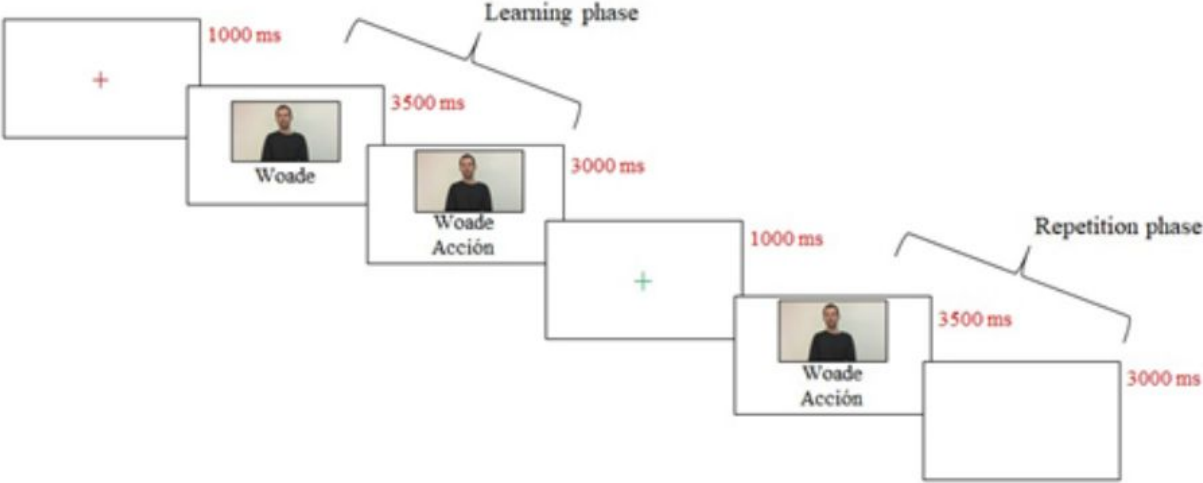 Learning phase
1000 ms
3500 ms
Woade
3000 ms
Woade
Acción
1000 ms
Repetition phase
3500 ms
Woade
Acción
3000 ms